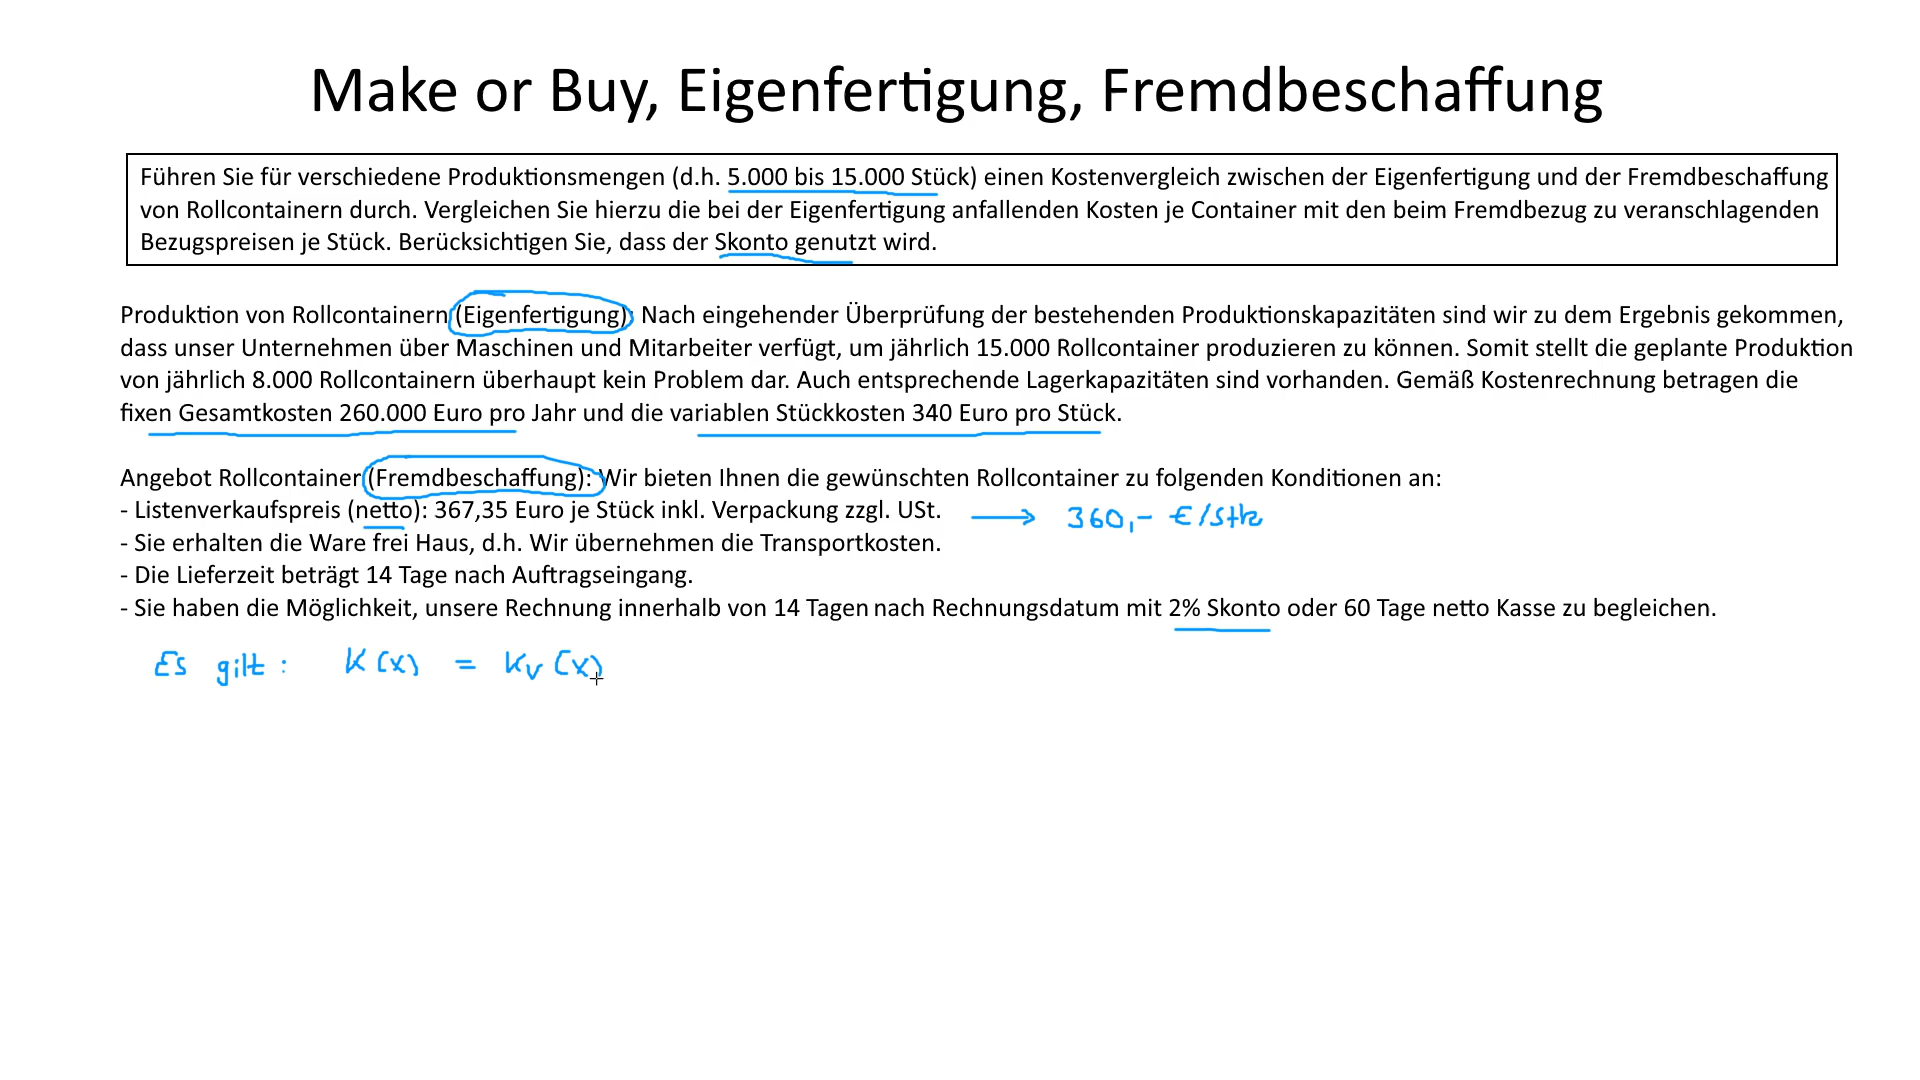 Make or Buy, Eigenfertigung, Fremdbeschaffung
Führen Sie für verschiedene Produktionsmengen (d.h. 5.000 bis 15.000 Stück) einen Kostenvergleich zwischen der Eigenfertigung und der Fremdbeschaffung
von Rollcontainern durch. Vergleichen Sie hierzu die bei der Eigenfertigung anfallenden Kosten je Container mit den beim Fremdbezug zu veranschlagenden
Bezugspreisen je Stück. Berücksichtigen Sie, dass der Skonto genutzt wird.
Produktion von Rollcontainern (Eigenfertigung): Nach eingehender Überprüfung der bestehenden Produktionskapazitäten sind wir zu dem Ergebnis gekommen,
dass unser Unternehmen über Maschinen und Mitarbeiter verfügt, um jährlich 15.000 Rollcontainer produzieren zu können. Somit stellt die geplante Produktion
von jährlich 8.000 Rollcontainern überhaupt kein Problem dar. Auch entsprechende Lagerkapazitäten sind vorhanden. Gemäß Kostenrechnung betragen die
fixen Gesamtkosten 260.000 Euro pro Jahr und die variablen Stückkosten 340 Euro pro Stück.
Angebot Rollcontainer (Fremdbeschaffung): Wir bieten Ihnen die gewünschten Rollcontainer zu folgenden Konditionen an:
- Listenverkaufspreis (netto): 367,35 Euro je Stück inkl. Verpackung zzgl. USt. → 360,- €/Stk
- Sie erhalten die Ware frei Haus, d.h. Wir übernehmen die Transportkosten.
- Die Lieferzeit beträgt 14 Tage nach Auftragseingang.
- Sie haben die Möglichkeit, unsere Rechnung innerhalb von 14 Tagen nach Rechnungsdatum mit 2% Skonto oder 60 Tage netto Kasse zu begleichen.
Es gilt: K(x) = Kv(x)